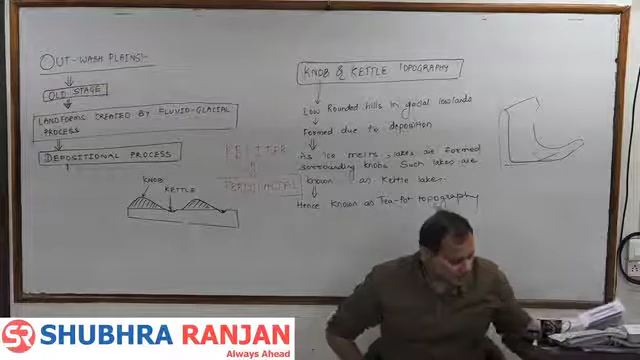 OUT-WASH PLAINS:-
OLD STAGE
LANDFORMS CREATED BY FLUVIO-GLACIAL
PROCESS
DEPOSITIONAL PROCESS
KNOB
KETTLE
KNOB & KETTLE TOPOGRAPHY
Low Rounded hills in glacial lowlands
Formed due to deposition
As ice melts, lakes are formed
sorrounding knobs such lakes are
known as Kettle lakes.
Hence Known as Tea-Pot topography
SR SHUBHRA RANJAN
Always Ahead